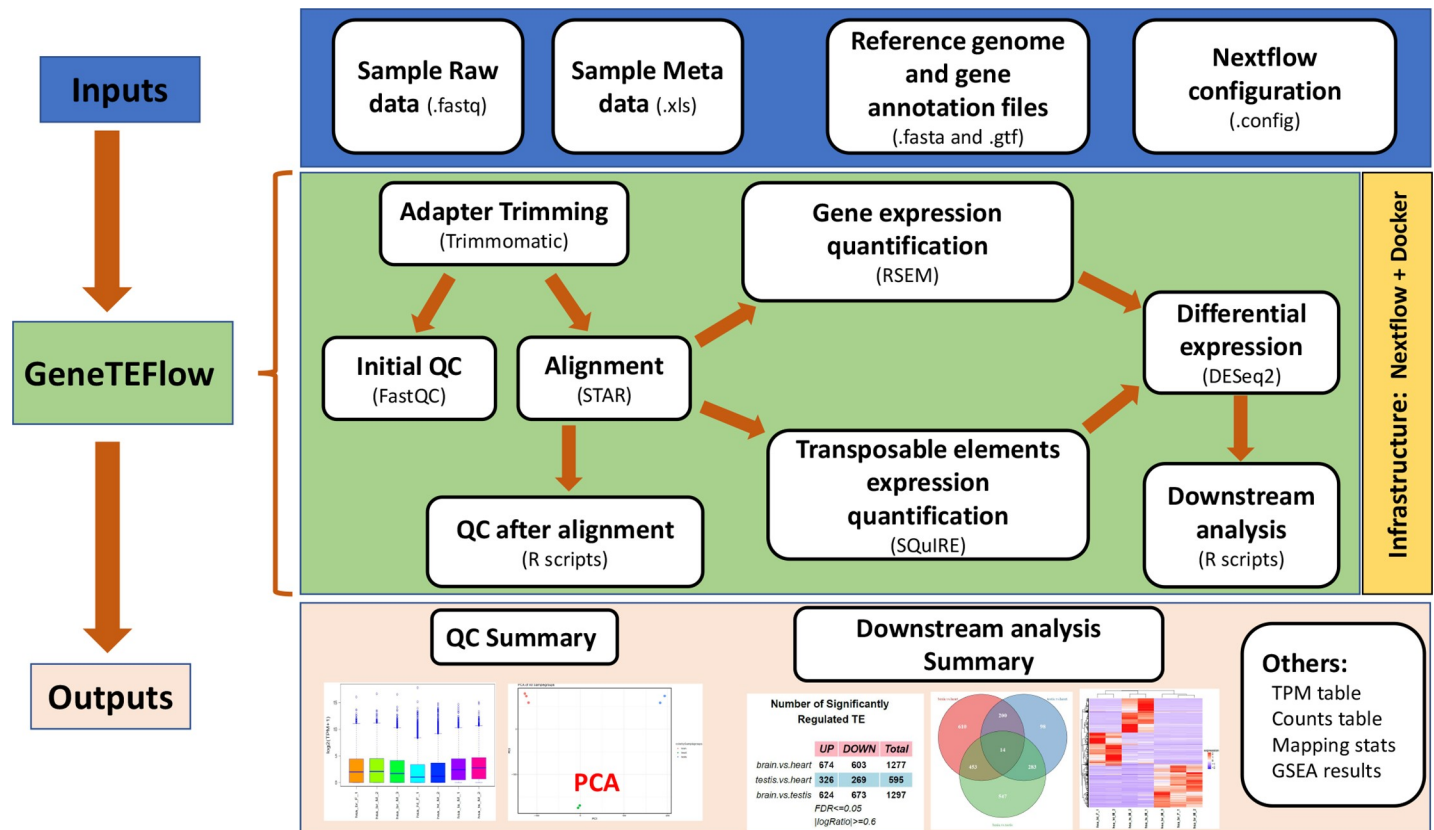 Inputs
GeneTEFlow
Outputs
Sample Raw
data (.fastq)
Sample Meta
data (.xls)
Reference genome
and gene
annotation files
(.fasta and .gtf)
Nextflow
configuration
(.config)
Adapter Trimming
(Trimmomatic)
Initial QC
(FastQC)
Alignment
(STAR)
QC after alignment
(R scripts)
Gene expression
quantification
(RSEM)
Transposable elements
expression
quantification
(SQuIRE)
Differential
expression
(DESeq2)
Downstream
analysis
(R scripts)
Infrastructure: Nextflow + Docker
QC Summary
log2(TPM+1)
PCA
Downstream analysis
Summary
Number of Significantly
Regulated TE
UP DOWN Total
brain.vs.heart 674 603 1277
testis.vs.heart 326 269 595
brain.vs.testis 624 673 1297
FDR<=0.05
|logRatio|>=0.6
Others:
TPM table
Counts table
Mapping stats
GSEA results